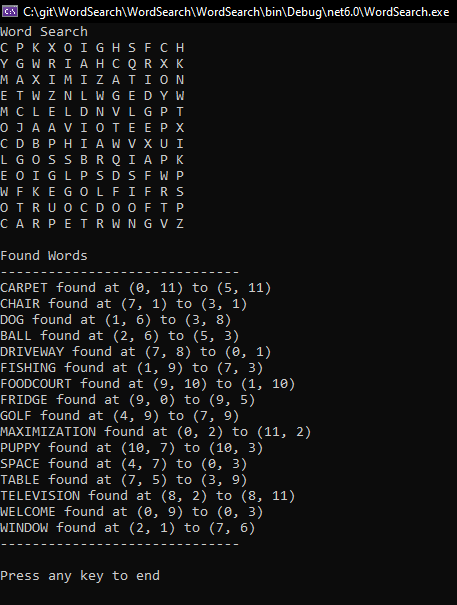 C:\git\WordSearch\WordSearch\WordSearch\bin\Debug\net6.0\WordSearch.exe
Word Search
C P K X O I G H S F C H
Y G W R I A H C Q R X K
M A X I M I Z A T I O N
E T W Z N L W G E D Y W
M C L E L D N V L G P T
O J A A V I O T E E P X
C D B P H I A W V X U I
L G O S S B R Q I A P K
E O I G L P S D S F W P
W F K E G O L F I F R S
O T R U O C D O O F T P
C A R P E T R W N G V Z
Found Words
------------------------------
CARPET found at (0, 11) to (5, 11)
CHAIR found at (7, 1) to (3, 1)
DOG found at (1, 6) to (3, 8)
BALL found at (2, 6) to (5, 3)
DRIVEWAY found at (7, 8) to (0, 1)
FISHING found at (1, 9) to (7, 3)
FOODCOURT found at (9, 10) to (1, 10)
FRIDGE found at (9, 0) to (9, 5)
GOLF found at (4, 9) to (7, 9)
MAXIMIZATION found at (0, 2) to (11, 2)
PUPPY found at (10, 7) to (10, 3)
SPACE found at (4, 7) to (0, 3)
TABLE found at (7, 5) to (3, 9)
TELEVISION found at (8, 2) to (8, 11)
WELCOME found at (0, 9) to (0, 3)
WINDOW found at (2, 1) to (7, 6)
------------------------------
Press any key to end